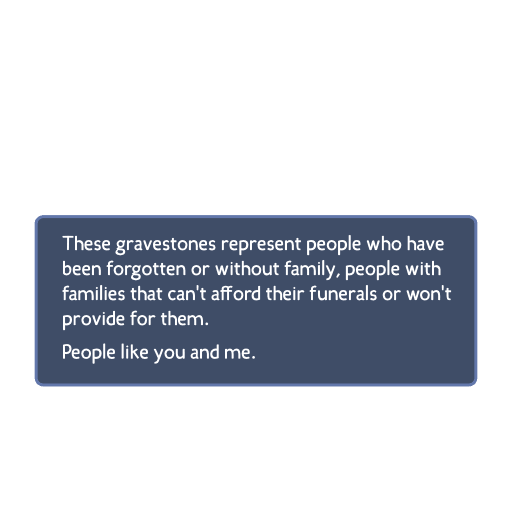 These gravestones represent people who have
been forgotten or without family, people with
families that can't afford their funerals or won't
provide for them.
People like you and me.